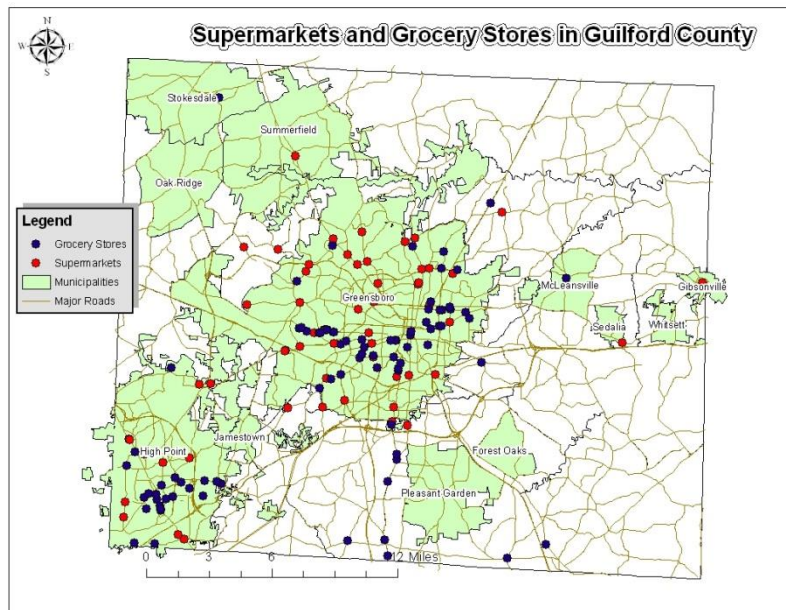 Supermarkets and Grocery Stores in Guilford County
N
W E
S
Stokesdale
Summerfield
Oak Ridge
Legend
Grocery Stores
Supermarkets
Municipalities
Major Roads
Greensboro
McLeansville
Gibsonville
Sedalia
Whitsett
Jamestown
High Point
Forest Oaks
Pleasant Garden
0 3 6 12 Miles